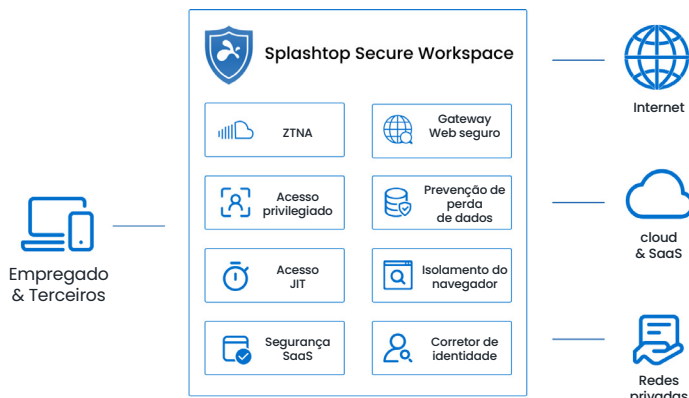 Splashtop Secure Workspace
ZTNA
Gateway
Web seguro
Acesso
privilegiado
Prevenção de
perda
de dados
Acesso
JIT
Isolamento do
navegador
Segurança
SaaS
Corretor de
identidade
Empregado
& Terceiros
Internet
cloud
& SaaS
Redes
privadas